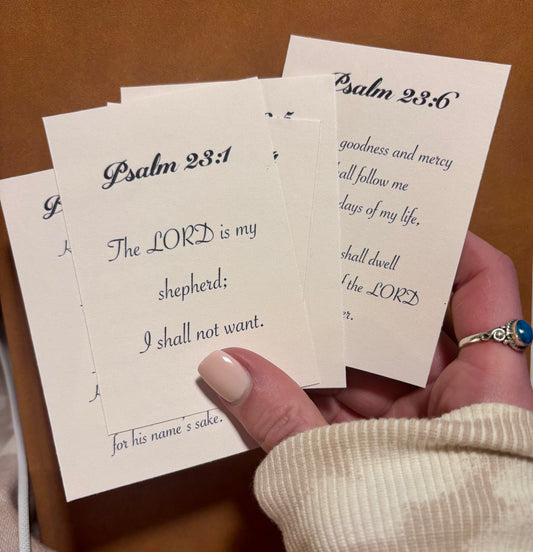 Psalm 23:1
The LORD is my
shepherd;
I shall not want.
for his name's sake.
Psalm 23:6
goodness and mercy
follow me
days of my life,
shall dwell
the LORD